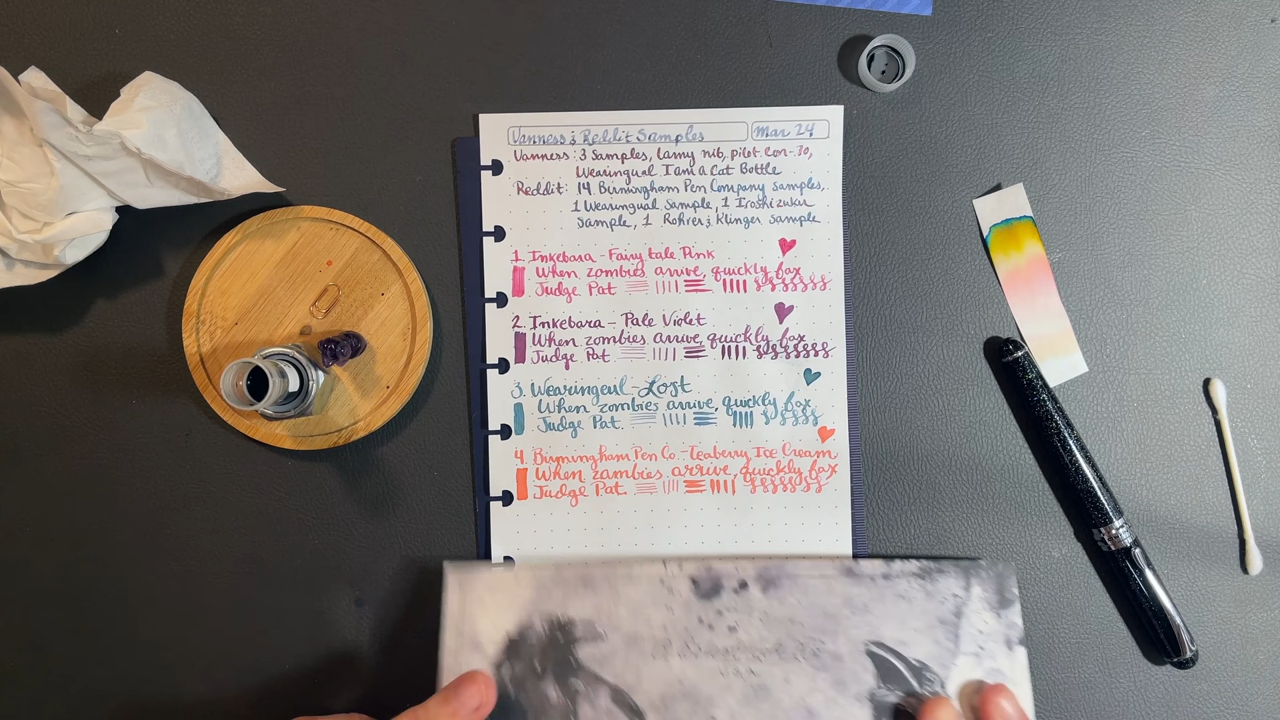 Vanness & Reddit Samples
Mar 24
Vanness: 3 Samples, Lamy nib, pilot Con-30,
Wearingual I am A Cat Bottle
Reddit: 14 Birmingham Pen Company samples,
1 Wearingual Sample, 1 Iroshizuku
sample, 1 Rohrer & Klinger sample
1. Inkebara - Fairy tale Pink
When zombies arrive, quickly fax
Judge Pat
2. Inkebara - Pale Violet
When zombies arrive, quickly fax
Judge Pat
3. Wearingeul - Lost
When zombies arrive, quickly fax
Judge Pat
4. Birmingham Pen Co. - Teaberry Ice Cream
When zombies arrive, quickly fax
Judge Pat